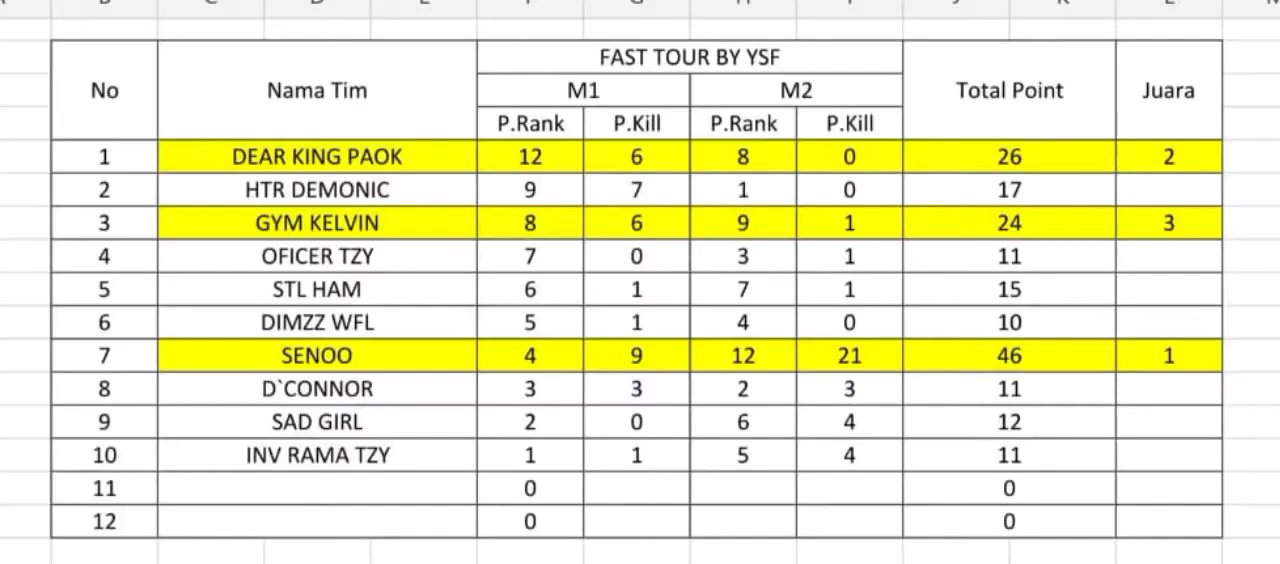 FAST TOUR BY YSF
No Nama Tim M1 M2 Total Point Juara
P.Rank P.Kill P.Rank P.Kill
1 DEAR KING PAOK 12 6 8 0 26 2
2 HTR DEMONIC 9 7 1 0 17
3 GYM KELVIN 8 6 9 1 24 3
4 OFICER TZY 7 0 3 1 11
5 STL HAM 6 1 7 1 15
6 DIMZZ WFL 5 1 4 0 10
7 SENOO 4 9 12 21 46 1
8 D`CONNOR 3 3 2 3 11
9 SAD GIRL 2 0 6 4 12
10 INV RAMA TZY 1 1 5 4 11
11 0 0
12 0 0